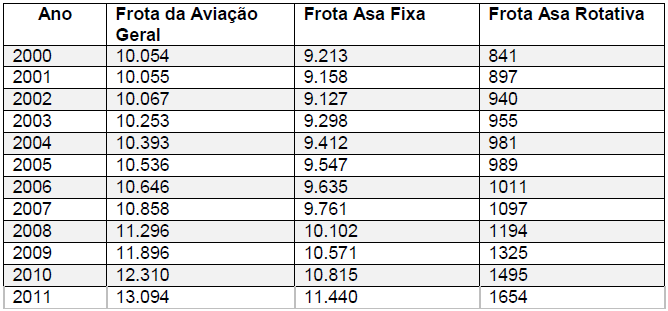 Ano Frota da Aviação Geral Frota Asa Fixa Frota Asa Rotativa
2000 10.054 9.213 841
2001 10.055 9.158 897
2002 10.067 9.127 940
2003 10.253 9.298 955
2004 10.393 9.412 981
2005 10.536 9.547 989
2006 10.646 9.635 1011
2007 10.858 9.761 1097
2008 11.296 10.102 1194
2009 11.896 10.571 1325
2010 12.310 10.815 1495
2011 13.094 11.440 1654